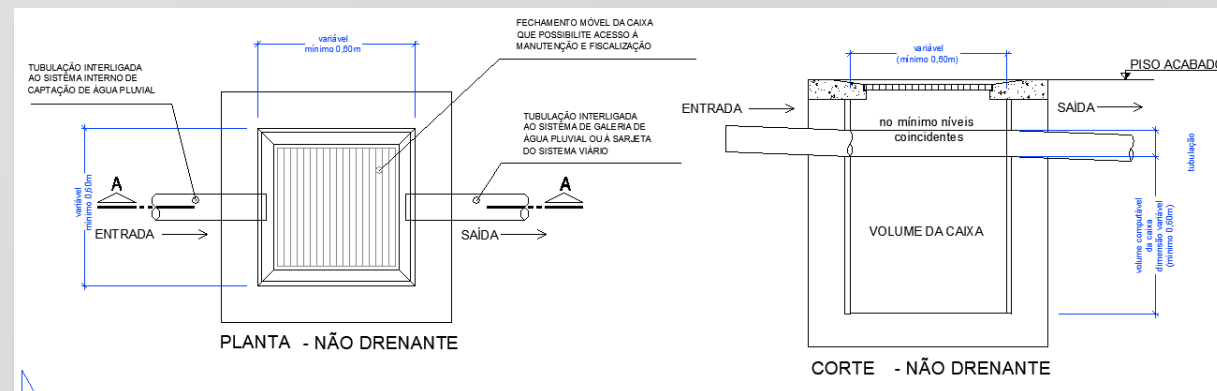 variável
mínimo 0,60m
FECHAMENTO MÓVEL DA CAIXA
QUE POSSIBILITE ACESSO À
MANUTENÇÃO E FISCALIZAÇÃO
TUBULAÇÃO INTERLIGADA
AO SISTEMA INTERNO DE
CAPTAÇÃO DE ÁGUA PLUVIAL
TUBULAÇÃO INTERLIGADA
AO SISTEMA DE GALERIA DE
ÁGUA PLUVIAL OU À SARJETA
DO SISTEMA VIÁRIO
variável
mínimo 0,60m
A
A
ENTRADA
SAÍDA
PLANTA - NÃO DRENANTE
variável
(mínimo 0,60m)
PISO ACABADO
ENTRADA
SAÍDA
no mínimo níveis
coincidentes
tubulação
VOLUME DA CAIXA
volume computável
da caixa
dimensão variável
(mínimo 0,60m)
CORTE - NÃO DRENANTE